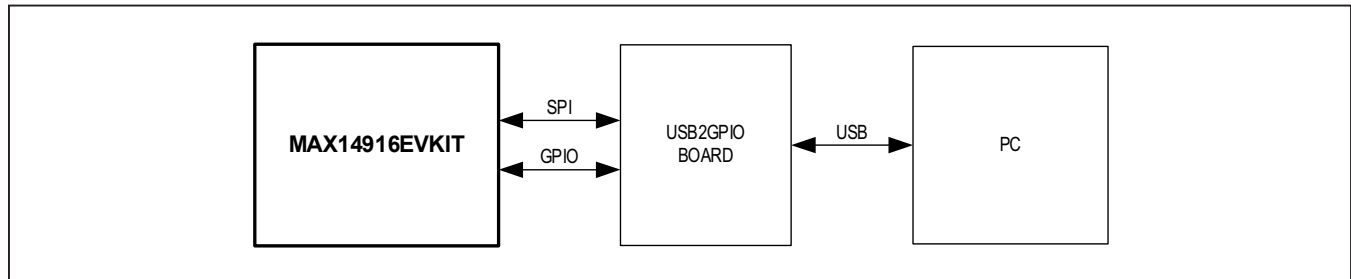 MAX14916EVKIT
SPI
GPIO
USB2GPIO
BOARD
USB
PC